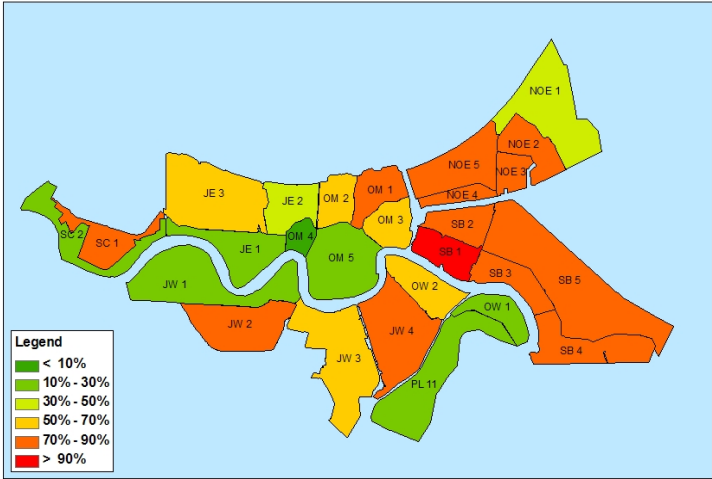 NOE 1
NOE 2
NOE 5
NOE 3
NOE 4
JE 3
JE 2
OM 2
OM 1
OM 3
SB 2
SC 2
SC 1
OM 4
JE 1
OM 5
SB 1
SB 3
SB 5
JW 1
OW 2
OW 1
JW 2
JW 4
SB 4
JW 3
PL 11
Legend
< 10%
10% - 30%
30% - 50%
50% - 70%
70% - 90%
> 90%